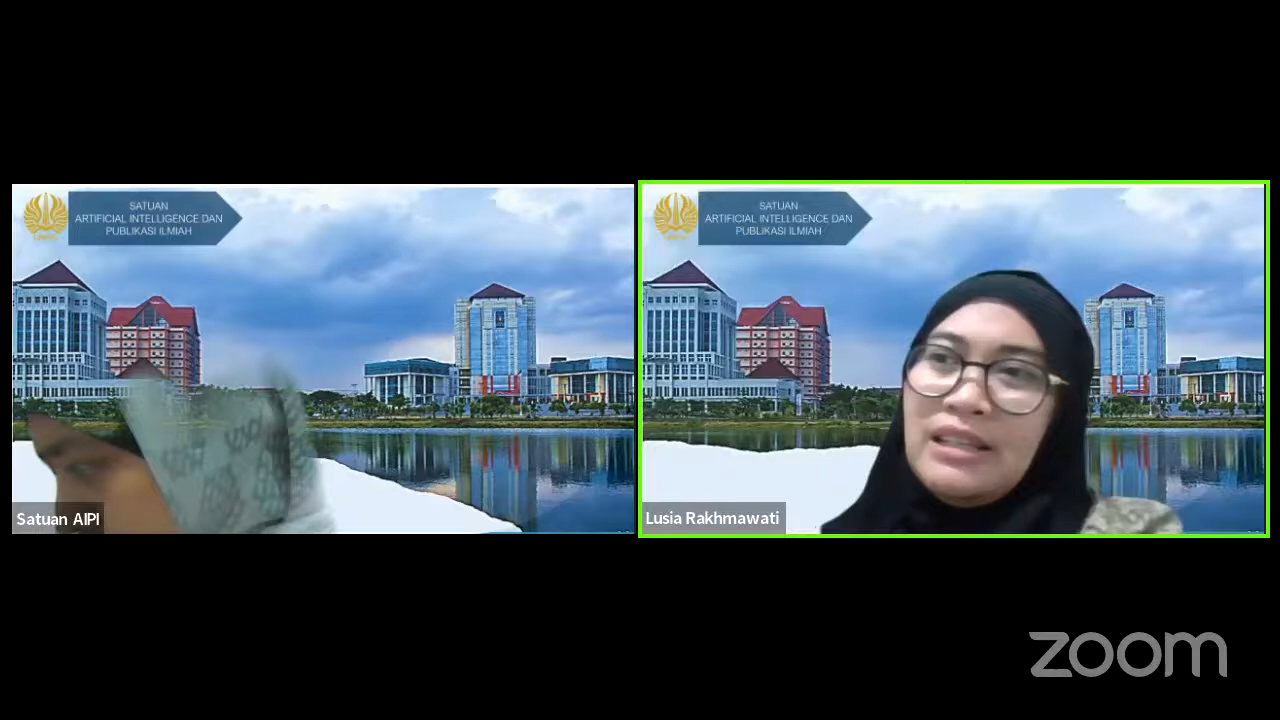 SATUAN
ARTIFICIAL INTELLIGENCE DAN
PUBLIKASI ILMIAH
SATUAN
ARTIFICIAL INTELLIGENCE DAN
PUBLIKASI ILMIAH
Satuan AIPI
Lusia Rakhmawati
zoom